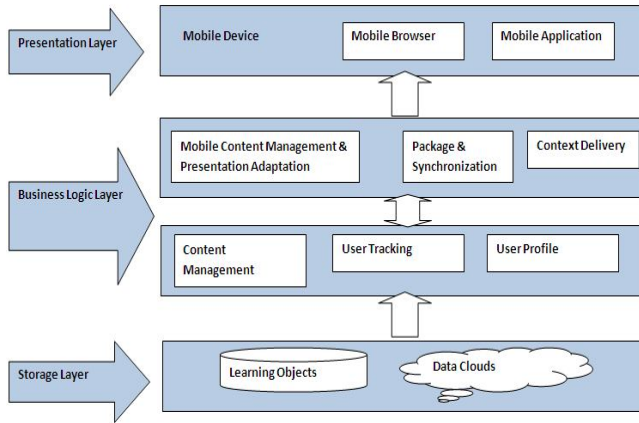 Presentation Layer
Mobile Device
Mobile Browser
Mobile Application
Business Logic Layer
Mobile Content Management &
Presentation Adaptation
Package &
Synchronization
Context Delivery
Content
Management
User Tracking
User Profile
Storage Layer
Learning Objects
Data Clouds